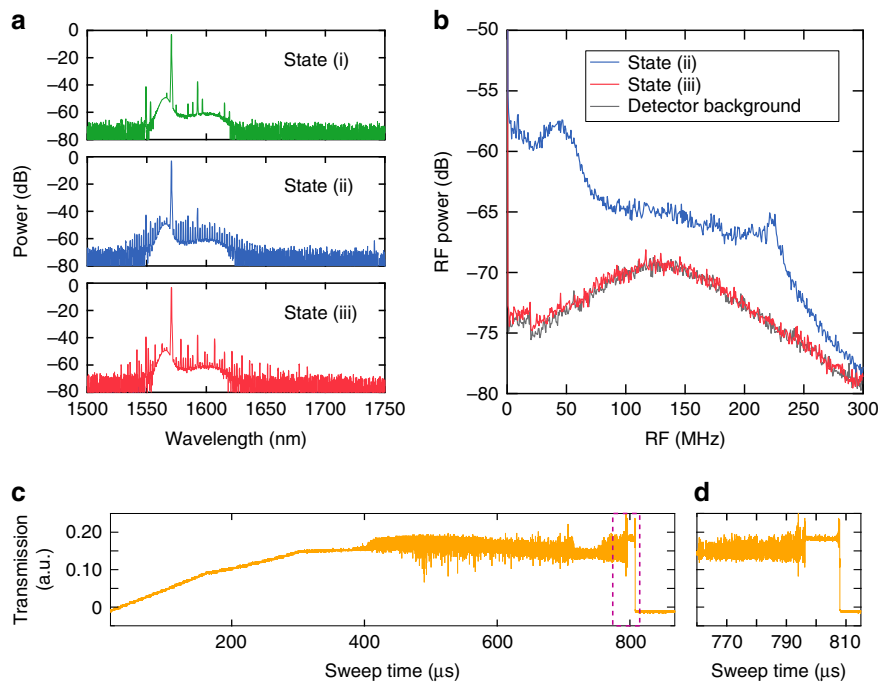 a
b
0
−20
−40
−60
−80
State (i)
0
−20
−40
−60
−80
State (ii)
0
−20
−40
−60
−80
State (iii)
Power (dB)
1500 1550 1600 1650 1700 1750
Wavelength (nm)
−50
−55
−60
−65
−70
−75
−80
RF power (dB)
State (ii)
State (iii)
Detector background
0 50 100 150 200 250 300
RF (MHz)
c
d
Transmission
(a.u.)
0.20
0.10
0
200 400 600 800
Sweep time (μs)
770 790 810
Sweep time (μs)